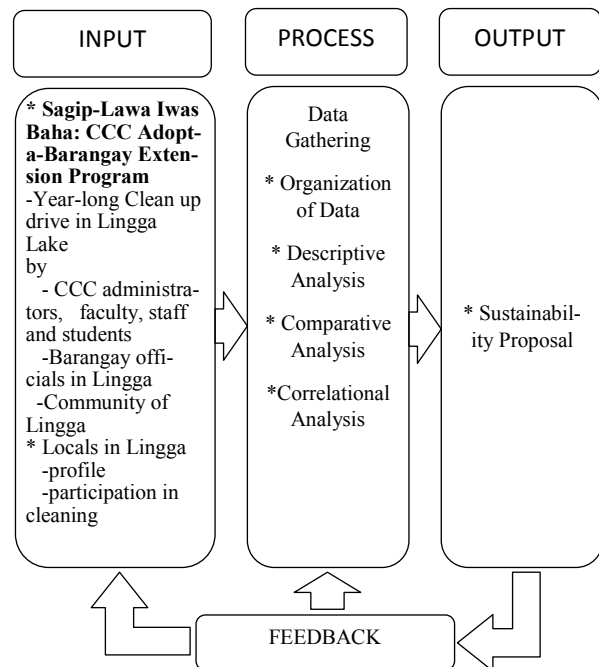 INPUT
* Sagip-Lawa Iwas
Baha: CCC Adopt-
a-Barangay Exten-
sion Program
-Year-long Clean up
drive in Lingga
Lake
by
- CCC administra-
tors, faculty, staff
and students
-Barangay offi-
cials in Lingga
-Community of
Lingga
* Locals in Lingga
-profile
-participation in
cleaning
PROCESS
Data
Gathering
* Organization
of Data
* Descriptive
Analysis
* Comparative
Analysis
*Correlational
Analysis
OUTPUT
* Sustainabil-
ity Proposal
FEEDBACK